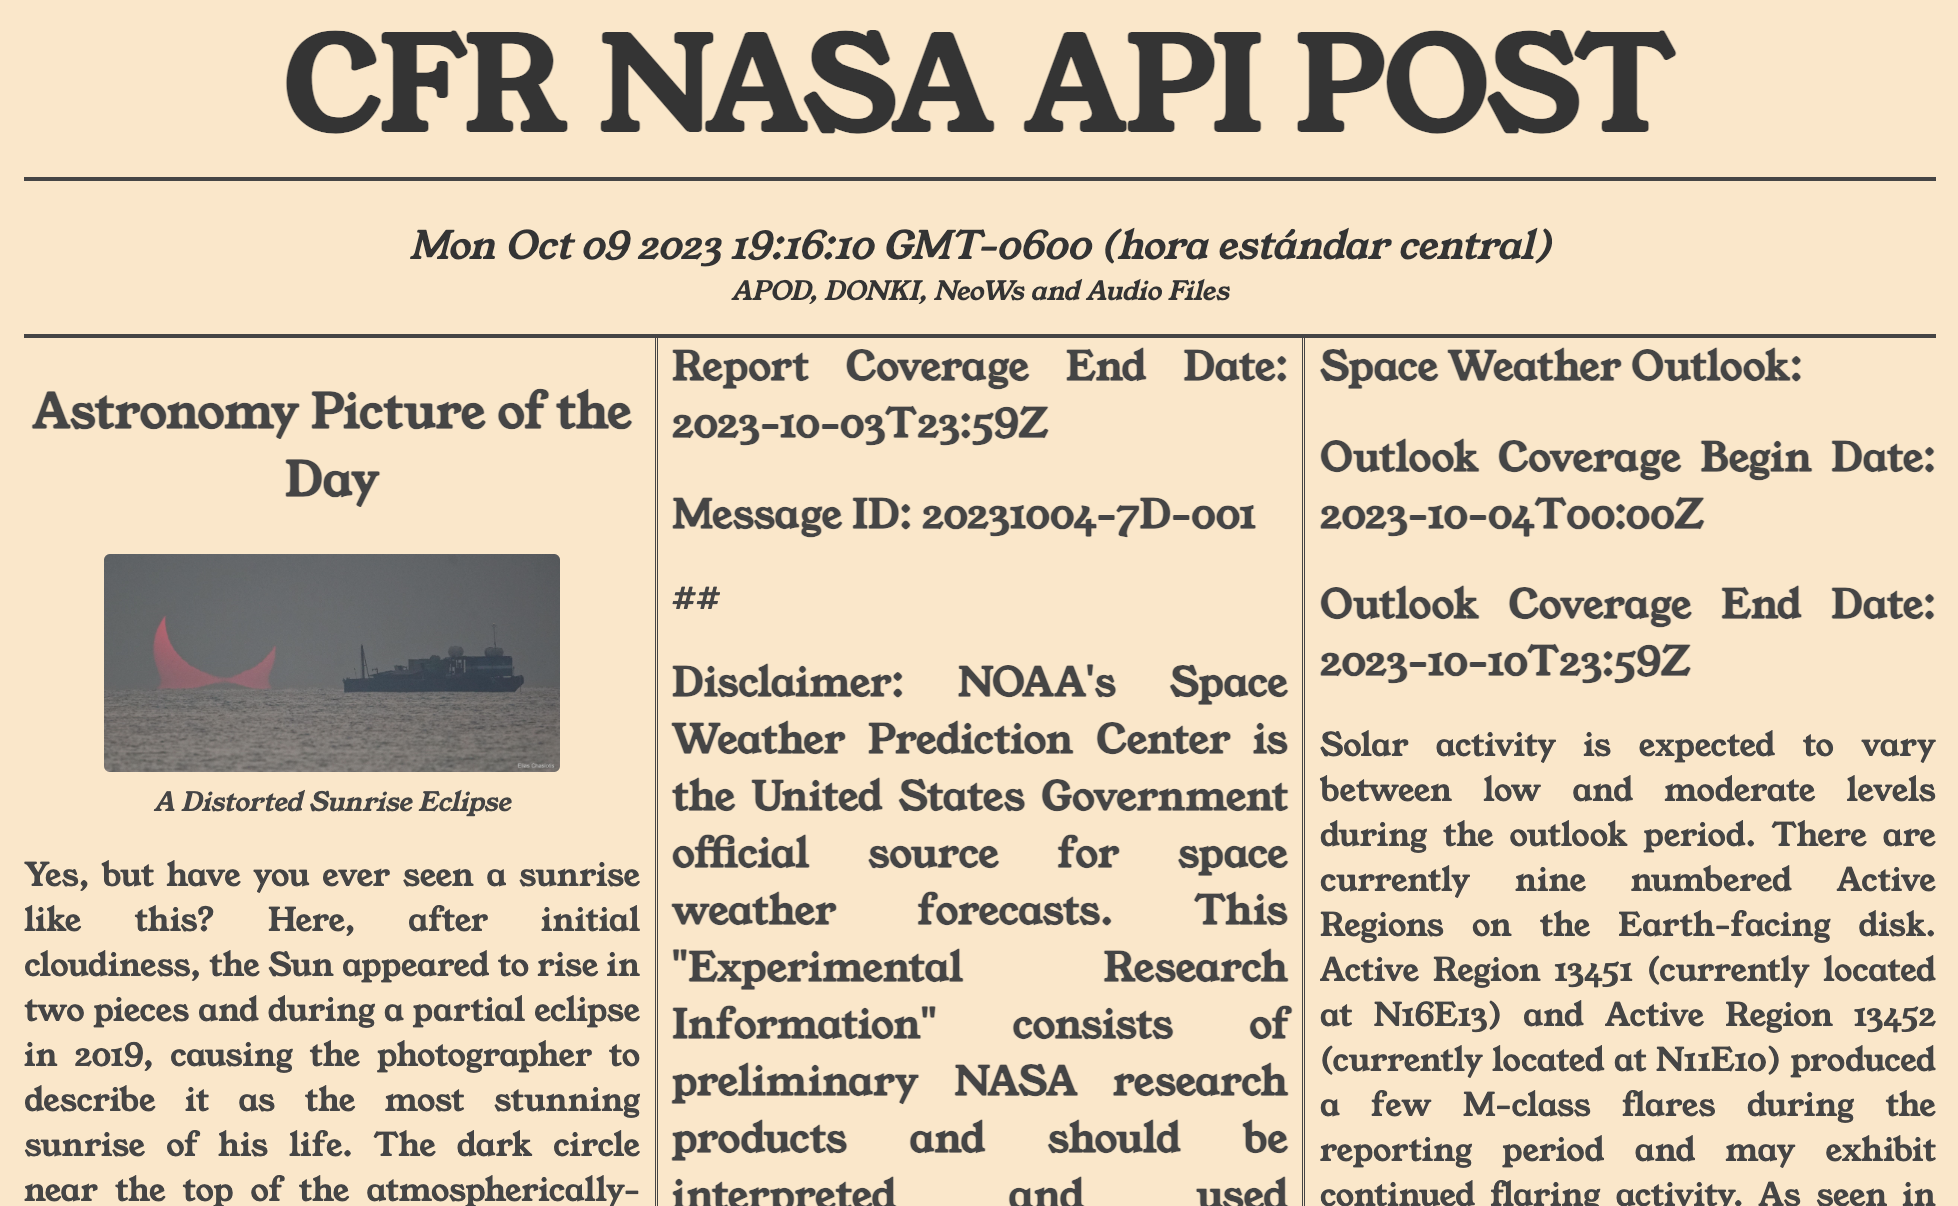 CFR NASA API POST
Mon Oct 09 2023 19:16:10 GMT-0600 (hora estándar central)
APOD, DONKI, NeoWs and Audio Files
Astronomy Picture of the
Day
A Distorted Sunrise Eclipse
Yes, but have you ever seen a sunrise
like this? Here, after initial
cloudiness, the Sun appeared to rise in
two pieces and during a partial eclipse
in 2019, causing the photographer to
describe it as the most stunning
sunrise of his life. The dark circle
near the top of the atmospherically-
Report Coverage End Date:
2023-10-03T23:59Z
Message ID: 20231004-7D-001
##
Disclaimer: NOAA's Space
Weather Prediction Center is
the United States Government
official source for space
weather forecasts. This
"Experimental Research
Information" consists of
preliminary NASA research
products and should be
interpreted and used
Space Weather Outlook:
Outlook Coverage Begin Date:
2023-10-04T00:00Z
Outlook Coverage End Date:
2023-10-10T23:59Z
Solar activity is expected to vary
between low and moderate levels
during the outlook period. There are
currently nine numbered Active
Regions on the Earth-facing disk.
Active Region 13451 (currently located
at N16E13) and Active Region 13452
(currently located at N11E10) produced
a few M-class flares during the
reporting period and may exhibit
continued flaring activity. As seen in